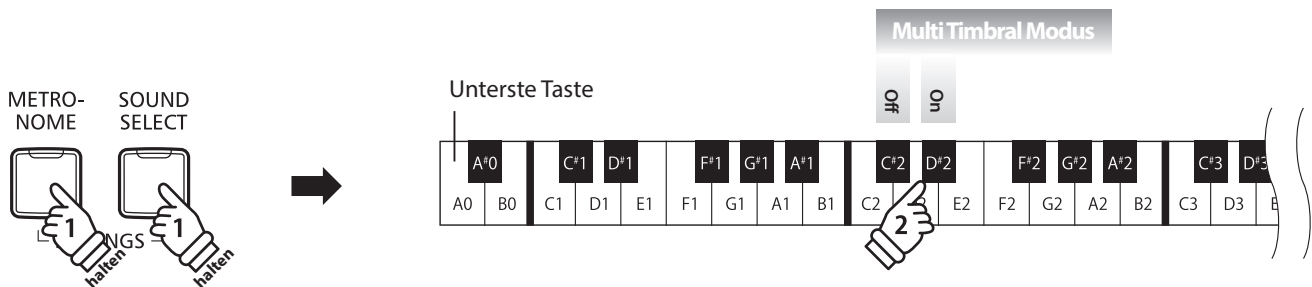 Multi Timbral Modus
Off
On
Unterste Taste
METRO-
NOME
SOUND
SELECT
A#0
C#1
D#1
F#1
G#1
A#1
C#2
D#2
F#2
G#2
A#2
C#3
D#3
A0
B0
C1
D1
E1
F1
G1
A1
B1
C2
E2
F2
G2
A2
B2
C3
D3
1
1
2
halten
halten